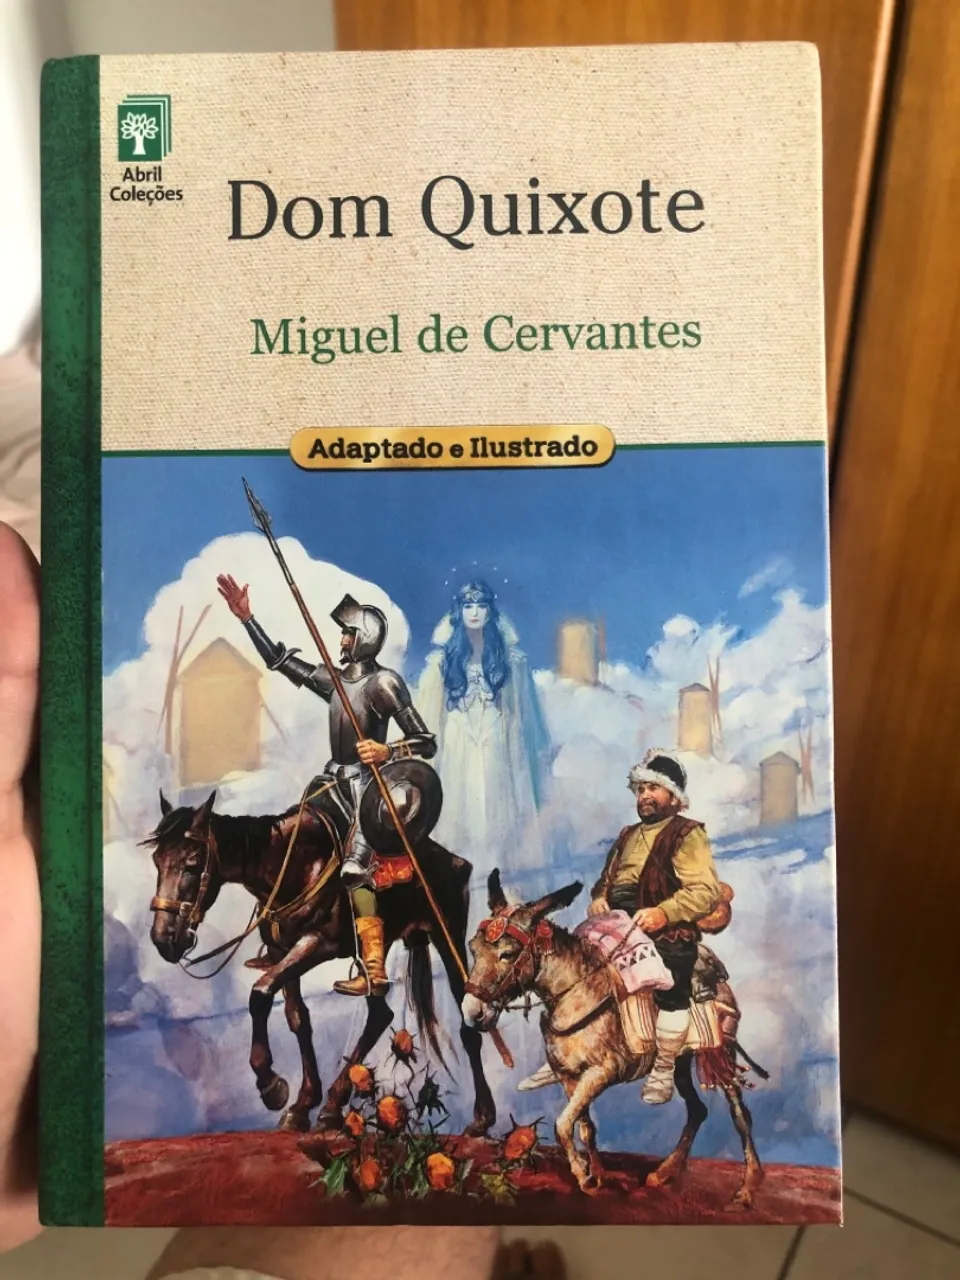 Abril
Coleções
Dom Quixote
Miguel de Cervantes
Adaptado e Ilustrado